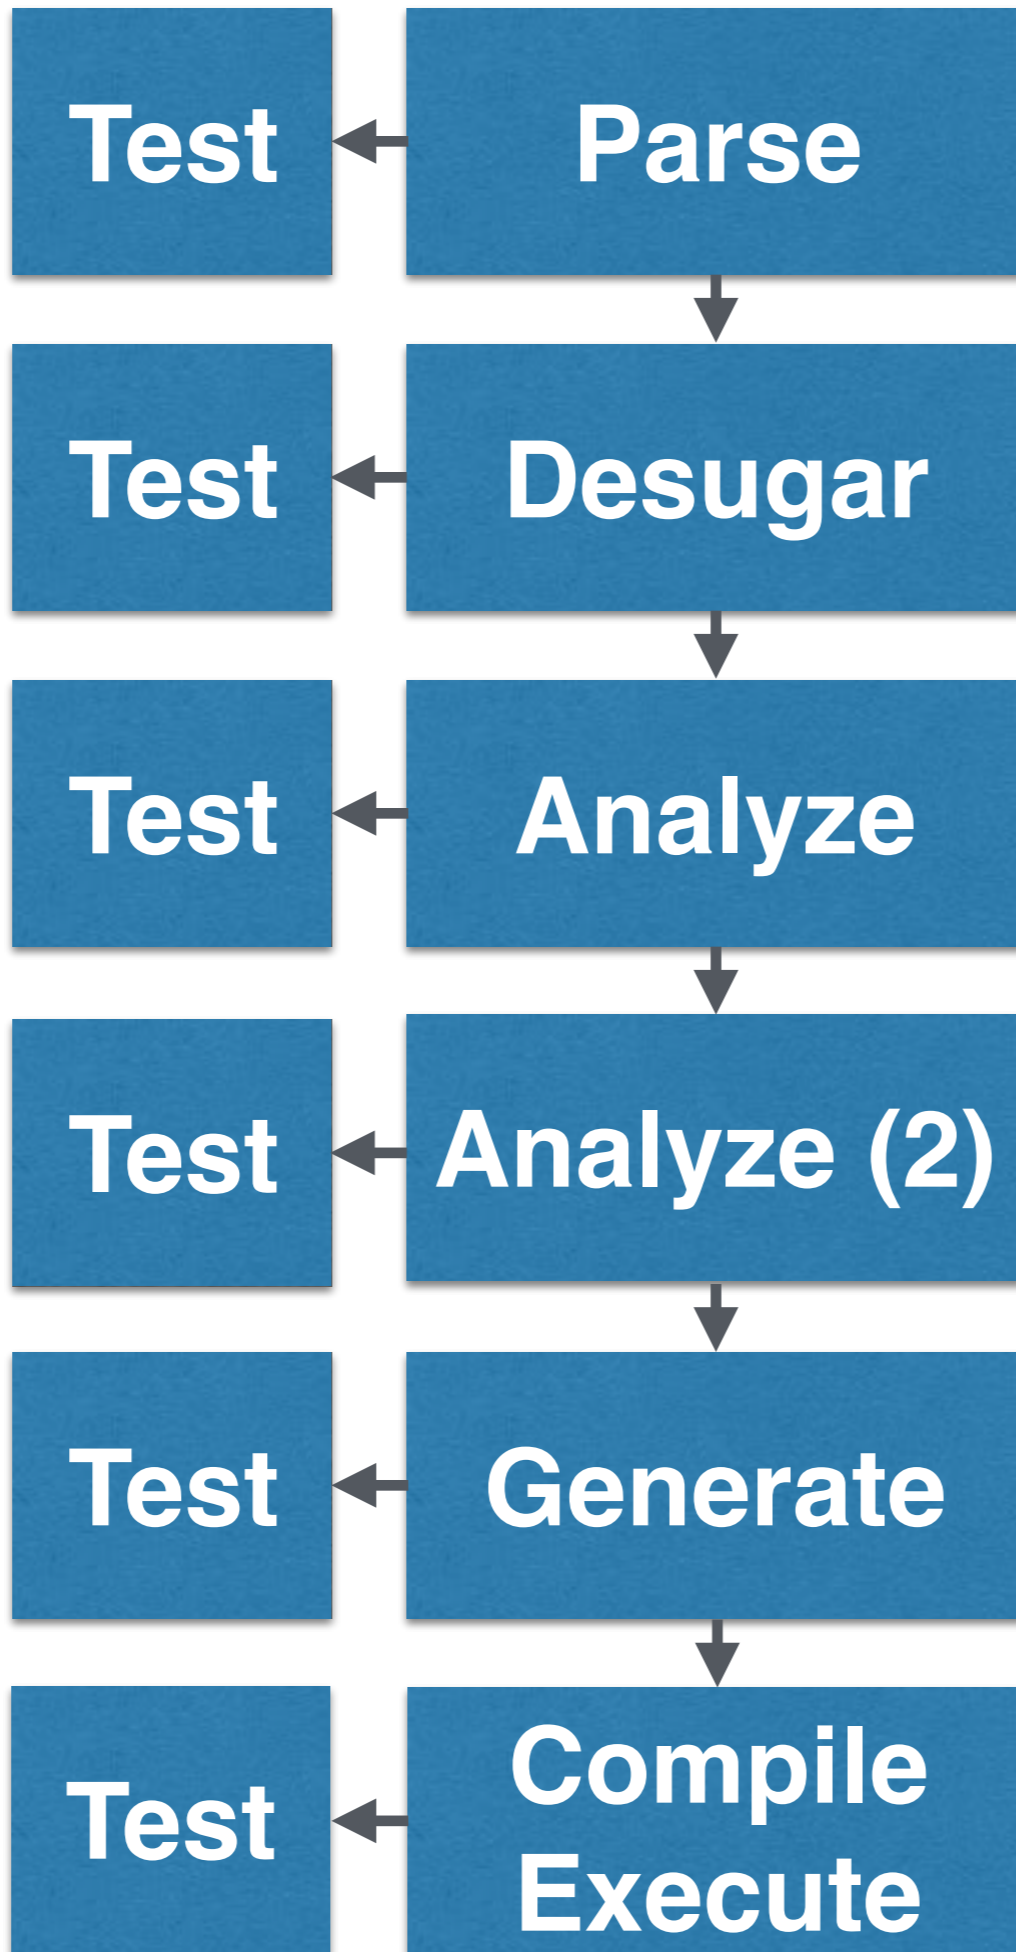 Test
Parse
Test
Desugar
Test
Analyze
Test
Analyze (2)
Test
Generate
Test
Compile
Execute